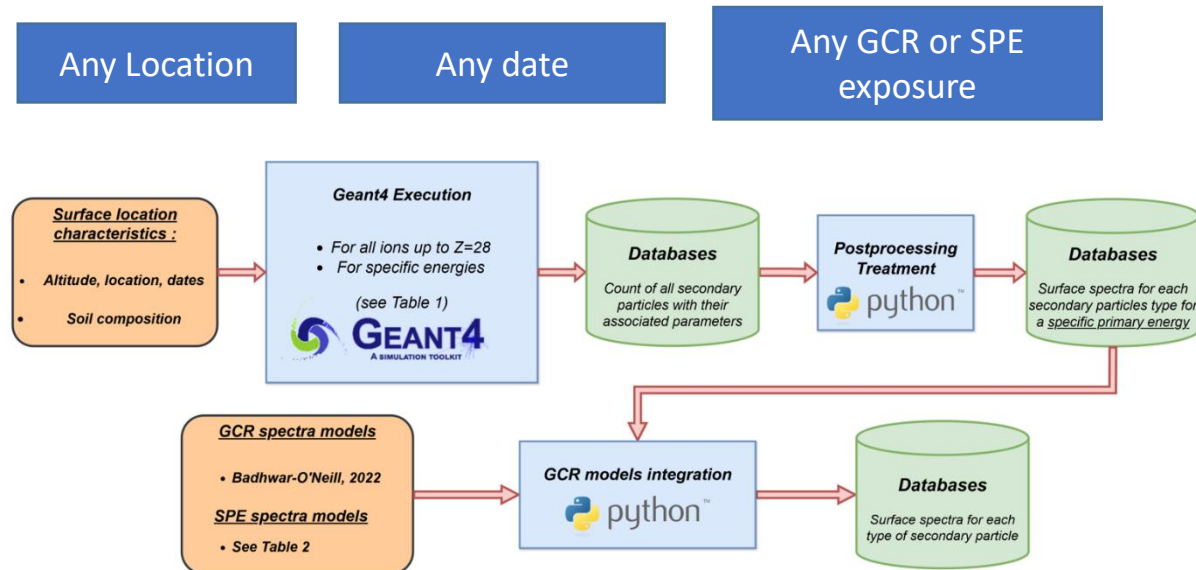 Any Location
Any date
Any GCR or SPE
exposure
Surface location
characteristics :
• Altitude, location, dates
• Soil composition
Geant4 Execution
• For all ions up to Z=28
• For specific energies
(see Table 1)
GEANT4
A SIMULATION TOOLKIT
Databases
Count of all secondary
particles with their
associated parameters
Postprocessing
Treatment
python™
Databases
Surface spectra for each
secondary particles type for
a specific primary energy
GCR spectra models
• Badhwar-O'Neill, 2022
SPE spectra models
• See Table 2
GCR models integration
python™
Databases
Surface spectra for each
type of secondary particle